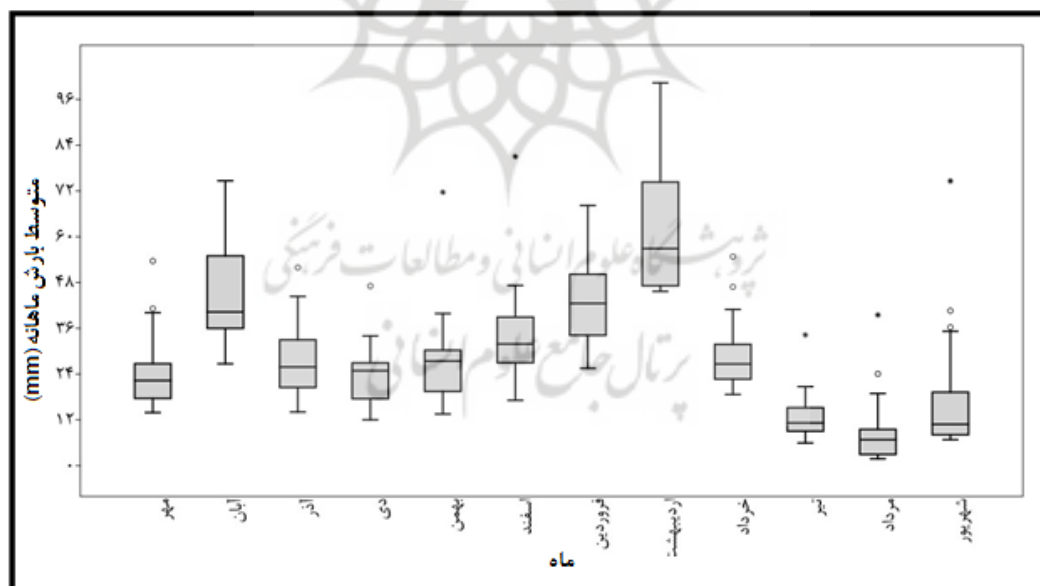 متوسط بارش ماهانه (mm)
۹۶
۸۴
۷۲
۶۰
۴۸
۳۶
۲۴
۱۲
۰
مهر
آبان
آذر
دی
بهمن
اسفند
فروردین
اردیبهشت
خرداد
تیر
مرداد
شهریور
ماه
پژوهشگاه علوم انسانی و مطالعات فرهنگی
پرتال جامع علوم انسانی